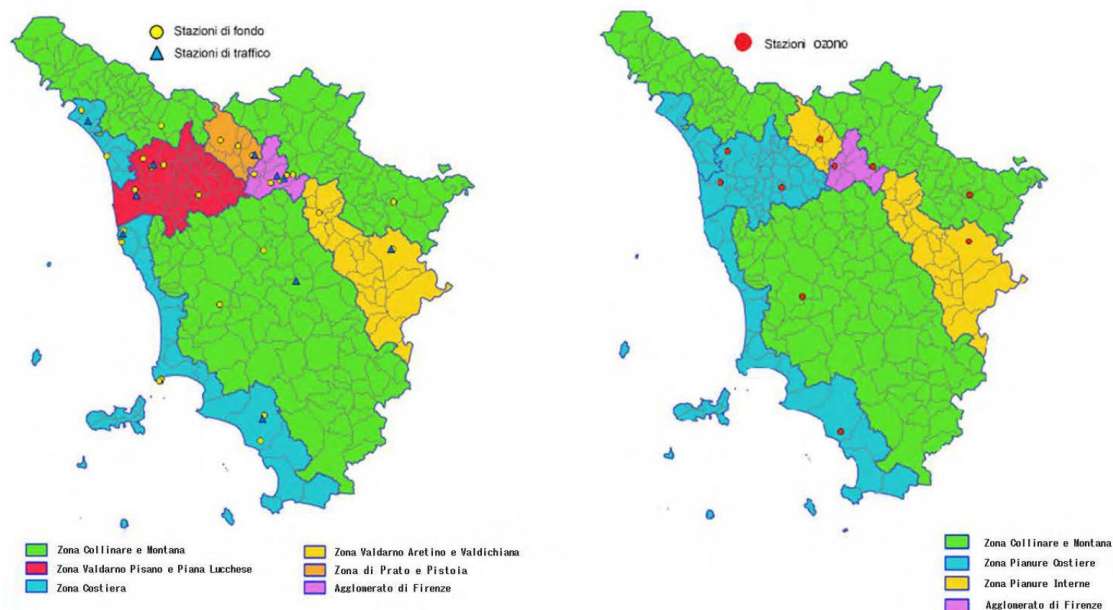 Stazioni di fondo
Stazioni di traffico
Zona Collinare e Montana
Zona Valdarno Pisano e Piana Lucchese
Zona Costiera
Zona Valdarno Aretino e Valdichiana
Zona di Prato e Pistoia
Agglomerato di Firenze
Stazioni ozono
Zona Collinare e Montana
Zona Pianure Costiere
Zona Pianure Interne
Agglomerato di Firenze